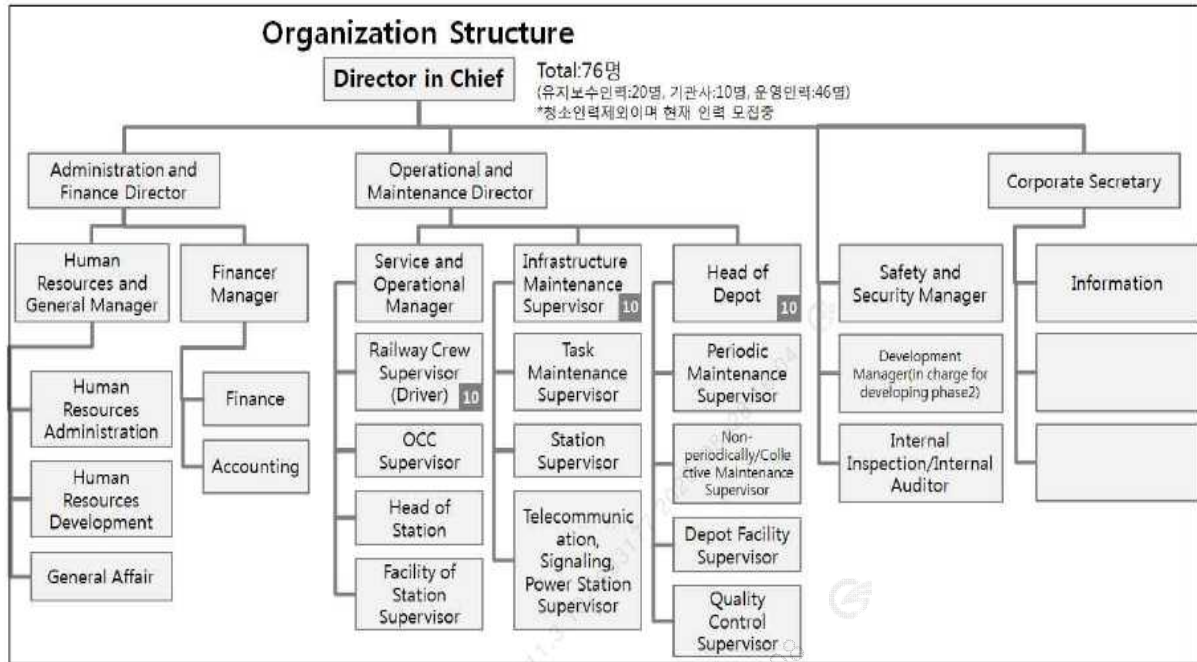 Organization Structure
Director in Chief
Total:76명
(유지보수인력:20명, 기관사:10명, 운영인력:46명)
*청소인력제외이며 현재 인력 모집중
Administration and
Finance Director
Operational and
Maintenance Director
Corporate Secretary
Human
Resources and
General Manager
Financer
Manager
Service and
Operational
Manager
Infrastructure
Maintenance
Supervisor
10
Head of
Depot
10
Safety and
Security Manager
Information
Human
Resources
Administration
Human
Resources
Development
General Affair
Finance
Accounting
Railway Crew
Supervisor
(Driver)
10
OCC
Supervisor
Head of
Station
Facility of
Station
Supervisor
Task
Maintenance
Supervisor
Station
Supervisor
Telecommunic
ation,
Signaling,
Power Station
Supervisor
Periodic
Maintenance
Supervisor
Non-
periodically/Colle
ctive Maintenance
Supervisor
Depot Facility
Supervisor
Quality
Control
Supervisor
Development
Manager(in charge for
developing phase2)
Internal
Inspection/Internal
Auditor